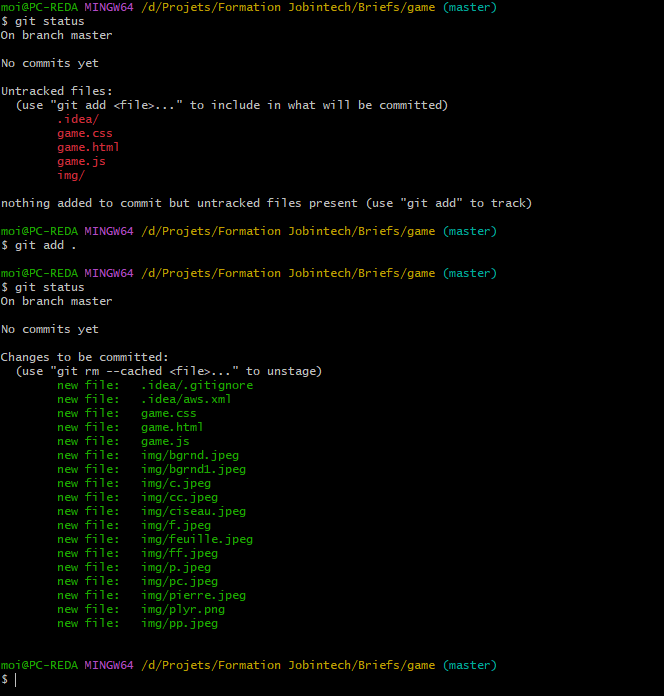 moi@PC-REDA MINGW64 /d/Projets/Formation Jobintech/Briefs/game (master)
$ git status
On branch master
No commits yet
Untracked files:
(use "git add <file>..." to include in what will be committed)
.idea/
game.css
game.html
game.js
img/
nothing added to commit but untracked files present (use "git add" to track)
moi@PC-REDA MINGW64 /d/Projets/Formation Jobintech/Briefs/game (master)
$ git add .
moi@PC-REDA MINGW64 /d/Projets/Formation Jobintech/Briefs/game (master)
$ git status
On branch master
No commits yet
Changes to be committed:
(use "git rm --cached <file>..." to unstage)
new file:   .idea/.gitignore
new file:   .idea/aws.xml
new file:   game.css
new file:   game.html
new file:   game.js
new file:   img/bgrnd.jpeg
new file:   img/bgrnd1.jpeg
new file:   img/c.jpeg
new file:   img/cc.jpeg
new file:   img/ciseau.jpeg
new file:   img/f.jpeg
new file:   img/feuille.jpeg
new file:   img/ff.jpeg
new file:   img/p.jpeg
new file:   img/pc.jpeg
new file:   img/pierre.jpeg
new file:   img/plyr.png
new file:   img/pp.jpeg
moi@PC-REDA MINGW64 /d/Projets/Formation Jobintech/Briefs/game (master)
$